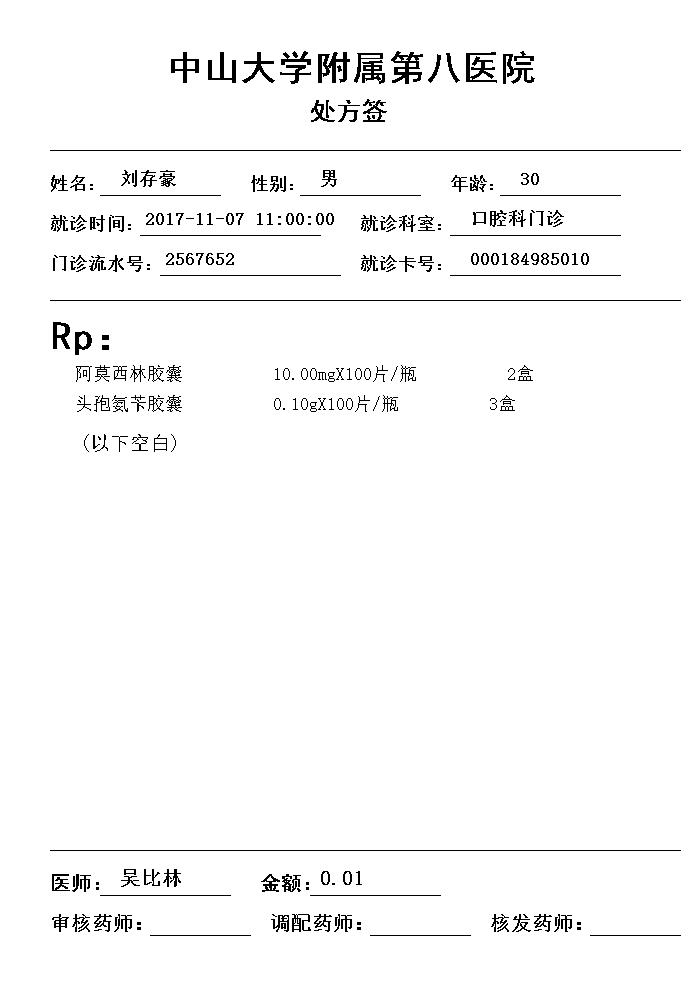 中山大学附属第八医院
处方签
姓名: 刘存豪 性别: 男 年龄: 30
就诊时间: 2017-11-07 11:00:00 就诊科室: 口腔科门诊
门诊流水号: 2567652 就诊卡号: 000184985010
Rp:
阿莫西林胶囊 10.00mgX100片/瓶 2盒
头孢氨苄胶囊 0.10gX100片/瓶 3盒
(以下空白)
医师: 吴比林 金额: 0.01
审核药师: 调配药师: 核发药师: